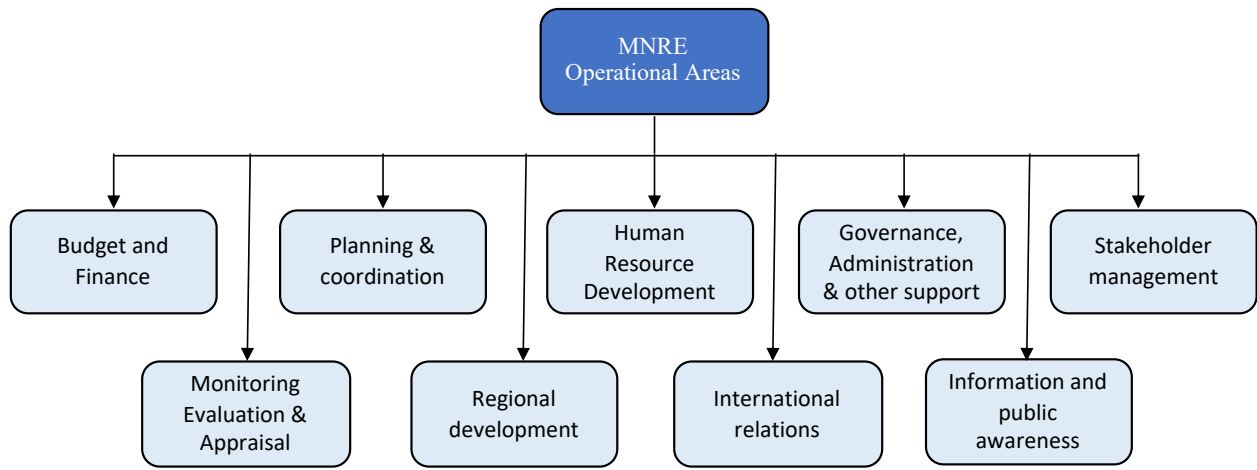 MNRE
Operational Areas
Budget and
Finance
Planning &
coordination
Human
Resource
Development
Governance,
Administration
& other support
Stakeholder
management
Monitoring
Evaluation &
Appraisal
Regional
development
International
relations
Information and
public
awareness